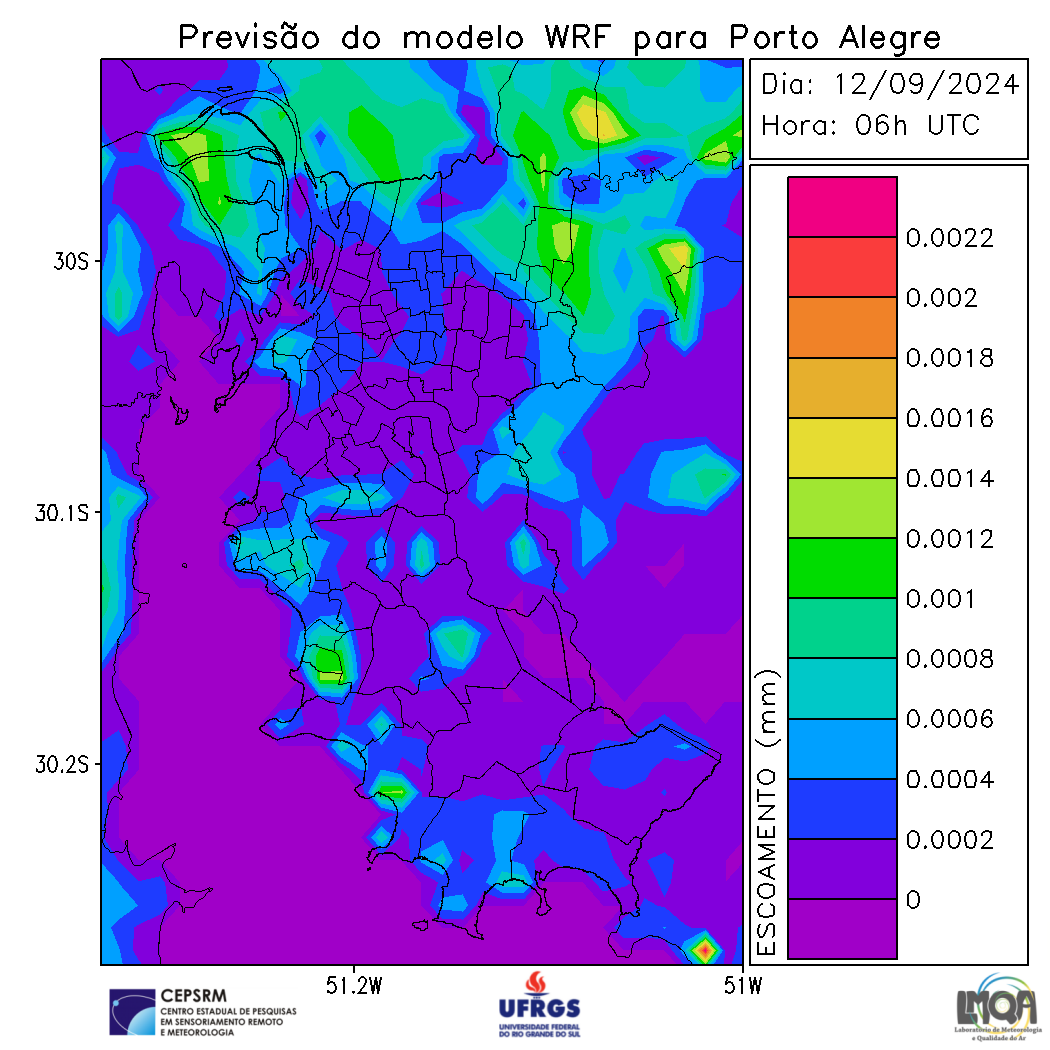 Previsão do modelo WRF para Porto Alegre
Dia: 12/09/2024
Hora: 06h UTC
30S
30.1S
30.2S
51.2W
51W
0.0022
0.002
0.0018
0.0016
0.0014
0.0012
0.001
0.0008
0.0006
0.0004
0.0002
0
ESCOAMENTO (mm)
CEPSRM
CENTRO ESTADUAL DE PESQUISAS
EM SENSORIAMENTO REMOTO
E METEOROLOGIA
UFRGS
UNIVERSIDADE FEDERAL
DO RIO GRANDE DO SUL
LMQA
Laboratório de Meteorologia
e Qualidade do Ar